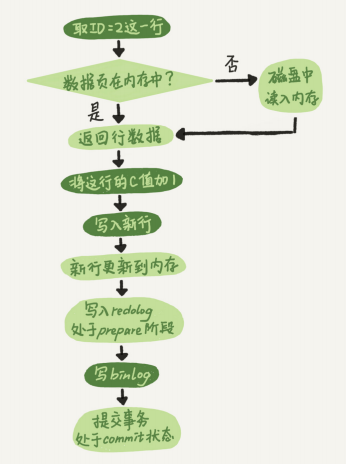 取ID=2这一行
数据页在内存中?
否
磁盘中
读入内存
是
返回行数据
将这行的C值加1
写入新行
新行更新到内存
写入redolog
处于prepare阶段
写binlog
提交事务
处于commit状态